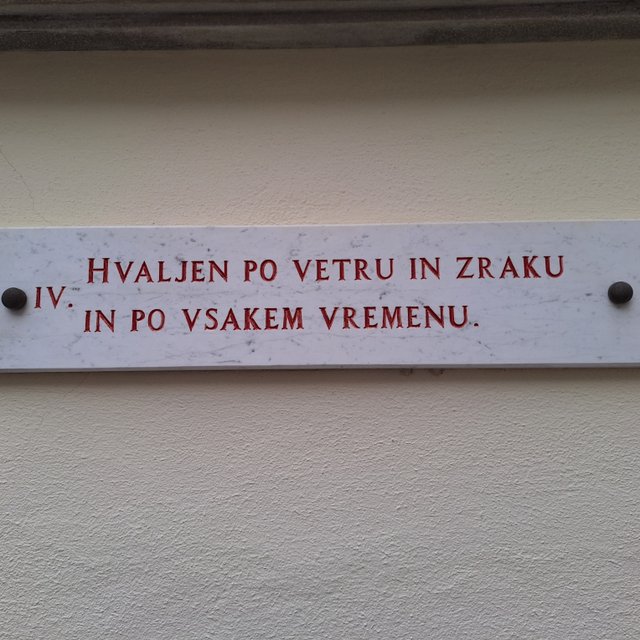 IV. HVALJEN PO VETRU IN ZRAKU
IN PO VSAKEM VREMENU.